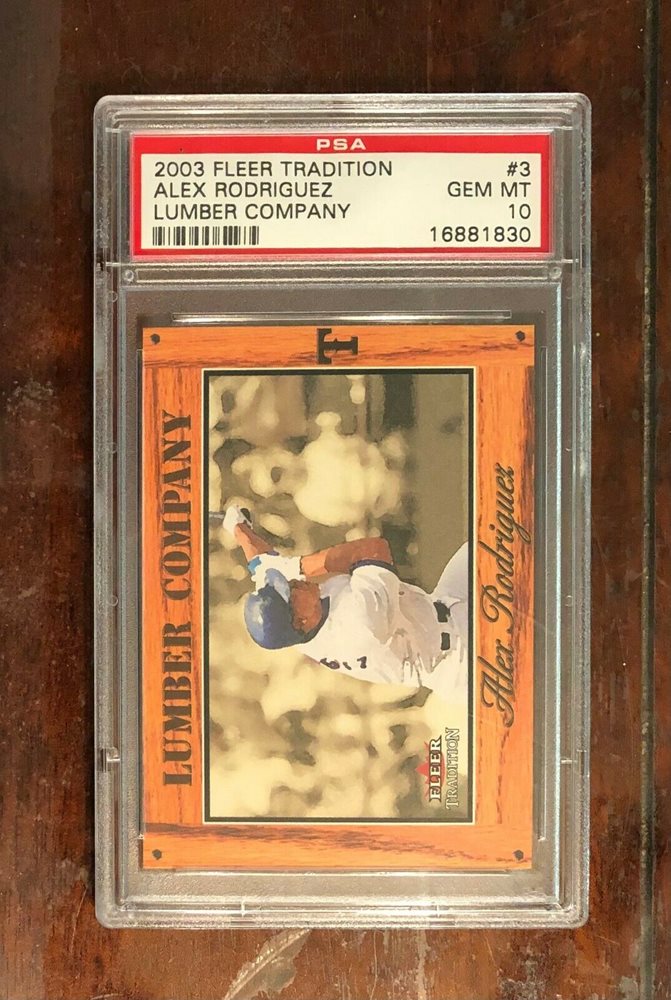 PSA
2003 FLEER TRADITION #3
ALEX RODRIGUEZ GEM MT
LUMBER COMPANY 10
16881830
T
LUMBER COMPANY
Alex Rodriguez
FLEER
TRADITION